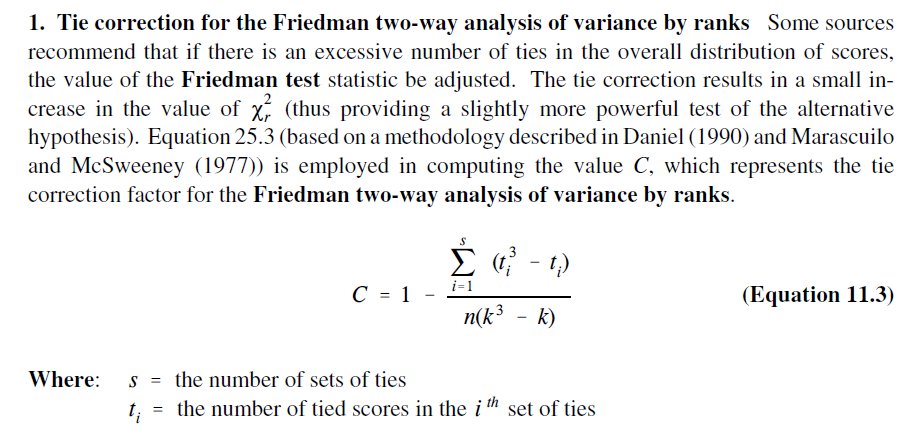 1. Tie correction for the Friedman two-way analysis of variance by ranks Some sources
recommend that if there is an excessive number of ties in the overall distribution of scores,
the value of the Friedman test statistic be adjusted. The tie correction results in a small in-
crease in the value of χ²ᵣ (thus providing a slightly more powerful test of the alternative
hypothesis). Equation 25.3 (based on a methodology described in Daniel (1990) and Marascuilo
and McSweeney (1977)) is employed in computing the value C, which represents the tie
correction factor for the Friedman two-way analysis of variance by ranks.
C = 1 - \frac{\sum_{i=1}^{s} (t_i^3 - t_i)}{n(k^3 - k)} (Equation 11.3)
Where: s = the number of sets of ties
tᵢ = the number of tied scores in the i th set of ties